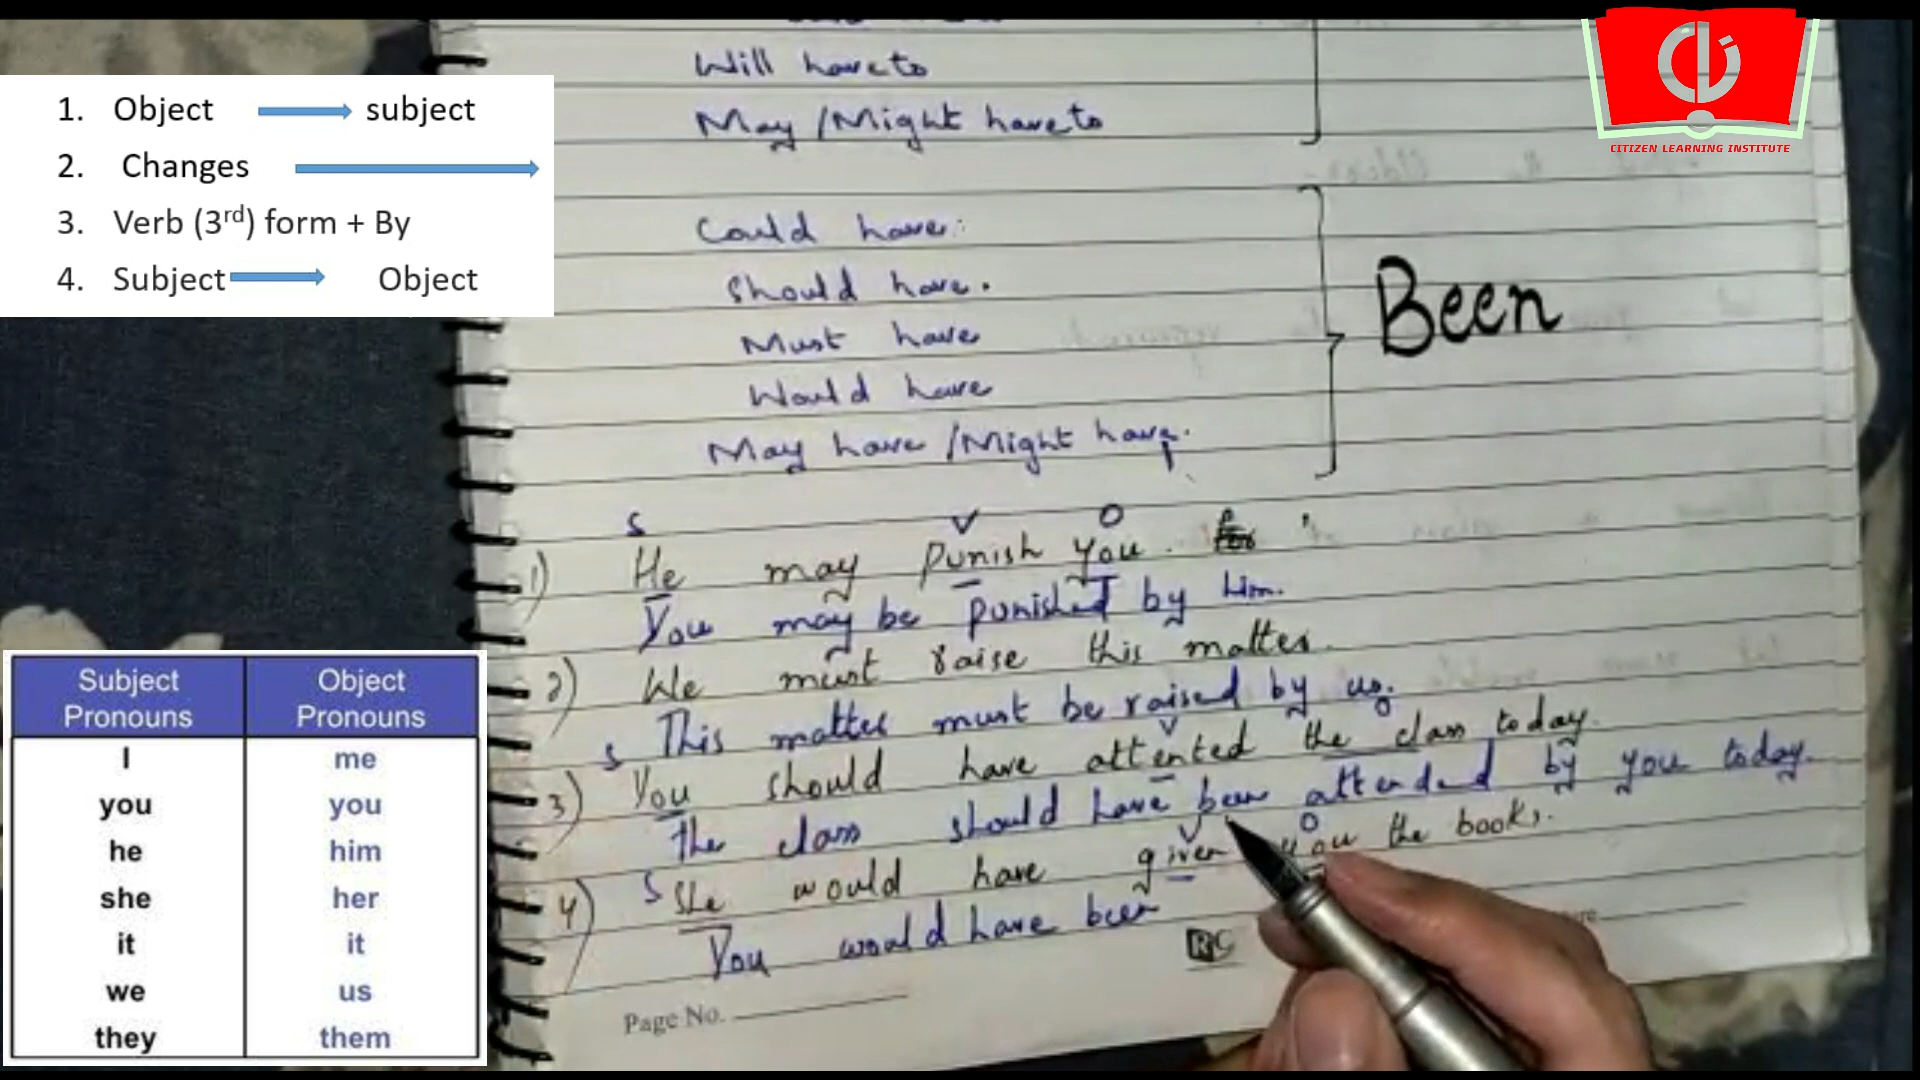 1. Object subject
2. Changes
3. Verb (3rd) form + By
4. Subject Object
CITIZEN LEARNING INSTITUTE
Will have to
May / Might have to
Could have
Should have.
Must have
Would have
May have / Might have.
Been
S V O
1) He may punish you.
You may be punished by him.
2) We must raise this matter.
This matter must be raised by us.
S V O
3) You should have attented the class today.
The class should have been attended by you today.
S V O
4) She would have given you the books.
You would have been
RC
Page No.
Subject Pronouns Object Pronouns
I me
you you
he him
she her
it it
we us
they them